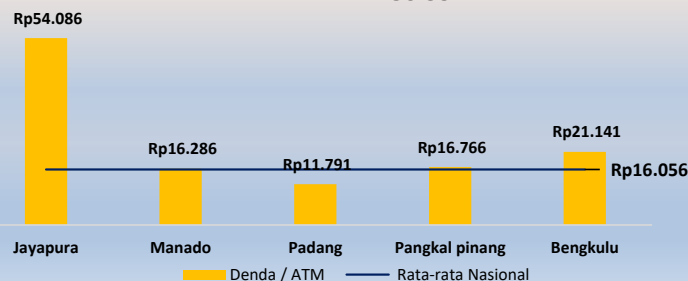 Rp54.086
Rp16.286
Rp11.791
Rp16.766
Rp21.141
Rp16.056
Jayapura Manado Padang Pangkal pinang Bengkulu
Denda / ATM Rata-rata Nasional